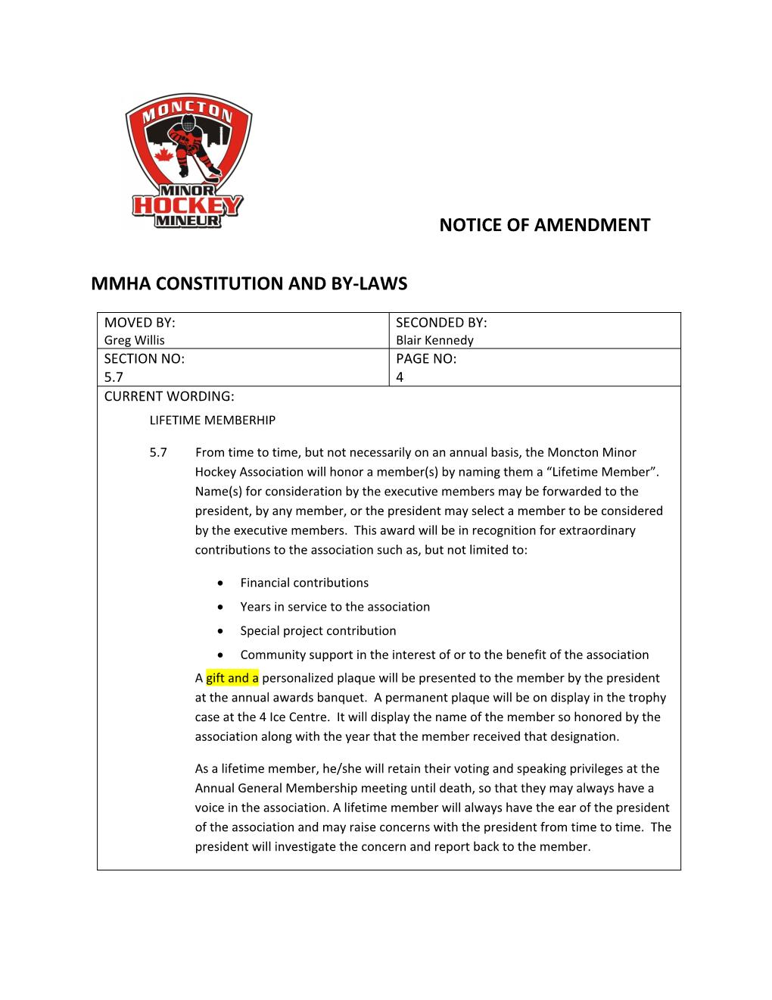 MONCTON
MINOR
HOCKEY
MINEUR
NOTICE OF AMENDMENT
MMHA CONSTITUTION AND BY-LAWS
MOVED BY:
Greg Willis
SECONDED BY:
Blair Kennedy
SECTION NO:
5.7
PAGE NO:
4
CURRENT WORDING:
LIFETIME MEMBERHIP
5.7 From time to time, but not necessarily on an annual basis, the Moncton Minor
Hockey Association will honor a member(s) by naming them a “Lifetime Member”.
Name(s) for consideration by the executive members may be forwarded to the
president, by any member, or the president may select a member to be considered
by the executive members. This award will be in recognition for extraordinary
contributions to the association such as, but not limited to:
• Financial contributions
• Years in service to the association
• Special project contribution
• Community support in the interest of or to the benefit of the association
A gift and a personalized plaque will be presented to the member by the president
at the annual awards banquet. A permanent plaque will be on display in the trophy
case at the 4 Ice Centre. It will display the name of the member so honored by the
association along with the year that the member received that designation.
As a lifetime member, he/she will retain their voting and speaking privileges at the
Annual General Membership meeting until death, so that they may always have a
voice in the association. A lifetime member will always have the ear of the president
of the association and may raise concerns with the president from time to time. The
president will investigate the concern and report back to the member.